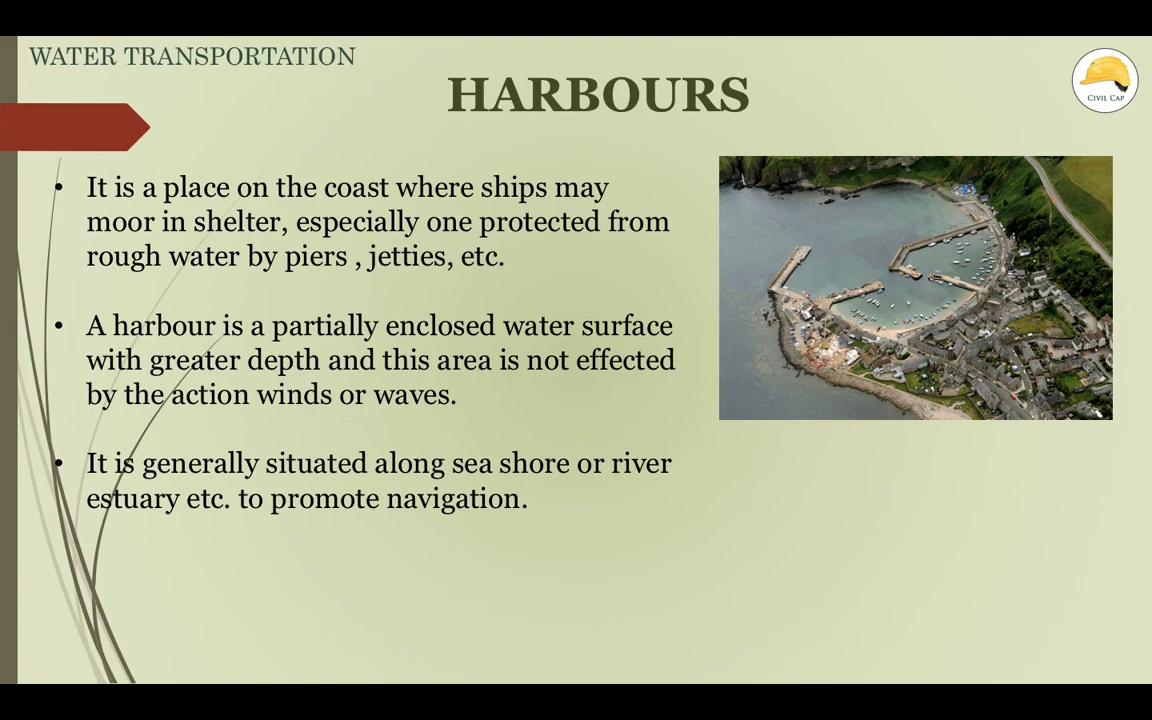 WATER TRANSPORTATION
HARBOURS
CIVIL CAP
• It is a place on the coast where ships may
moor in shelter, especially one protected from
rough water by piers , jetties, etc.
• A harbour is a partially enclosed water surface
with greater depth and this area is not effected
by the action winds or waves.
• It is generally situated along sea shore or river
estuary etc. to promote navigation.